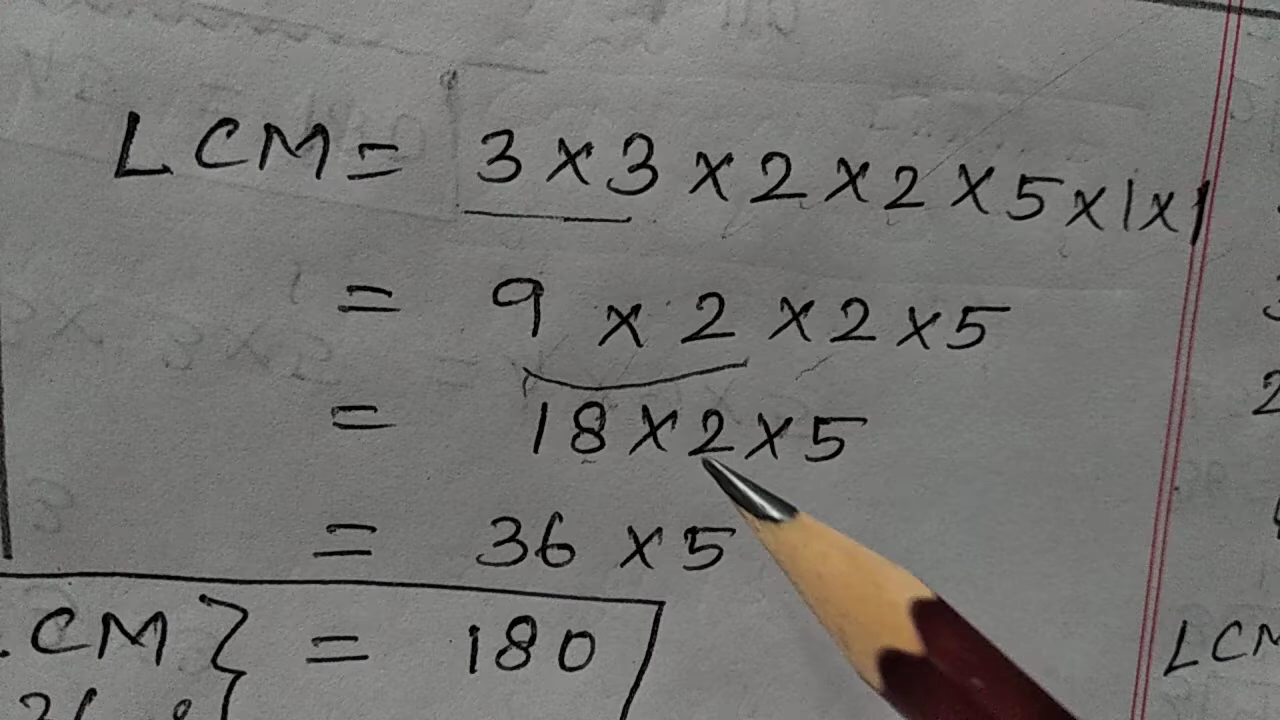 LCM = 3 × 3 × 2 × 2 × 5 × 1 × 1
= 9 × 2 × 2 × 5
= 18 × 2 × 5
= 36 × 5
.CM } = 180
LCM